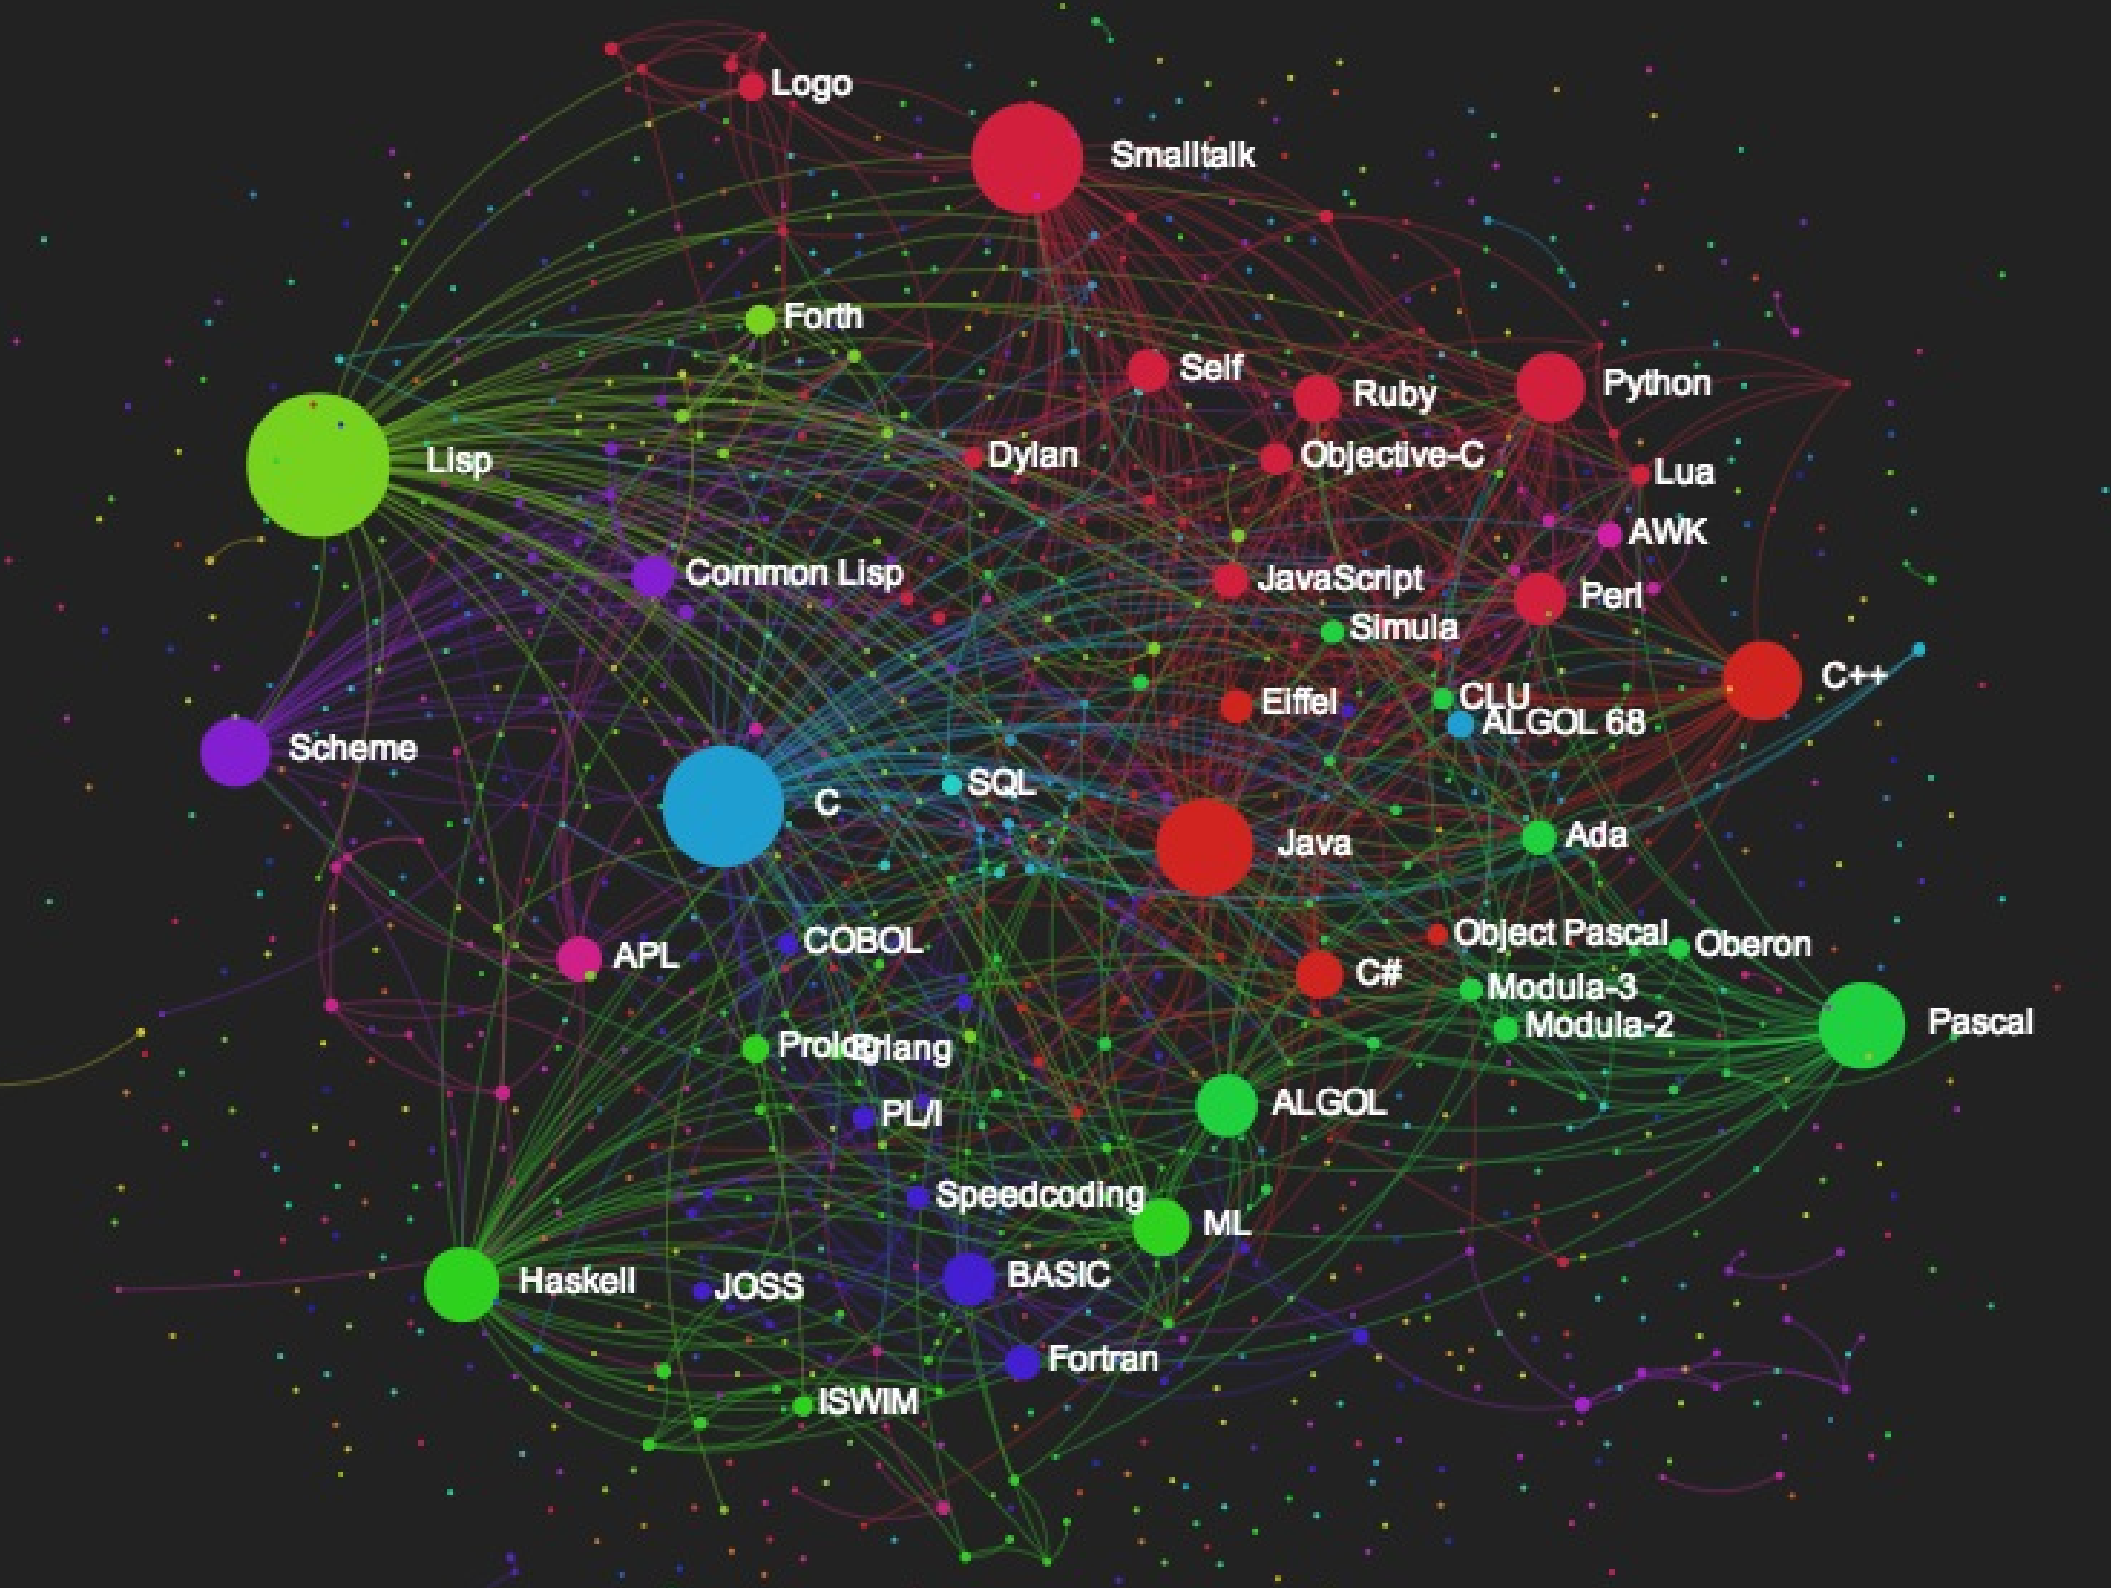 Logo
Smalltalk
Forth
Self
Python
Ruby
Dylan
Objective-C
Lisp
Lua
AWK
Common Lisp
JavaScript
Perl
Simula
C++
Eiffel
CLU
ALGOL 68
Scheme
SQL
C
Java
Ada
COBOL
Object Pascal
Oberon
APL
C#
Modula-3
Pascal
Modula-2
Prolog
Erlang
ALGOL
PL/I
Speedcoding
ML
Haskell
JOSS
BASIC
Fortran
ISWIM